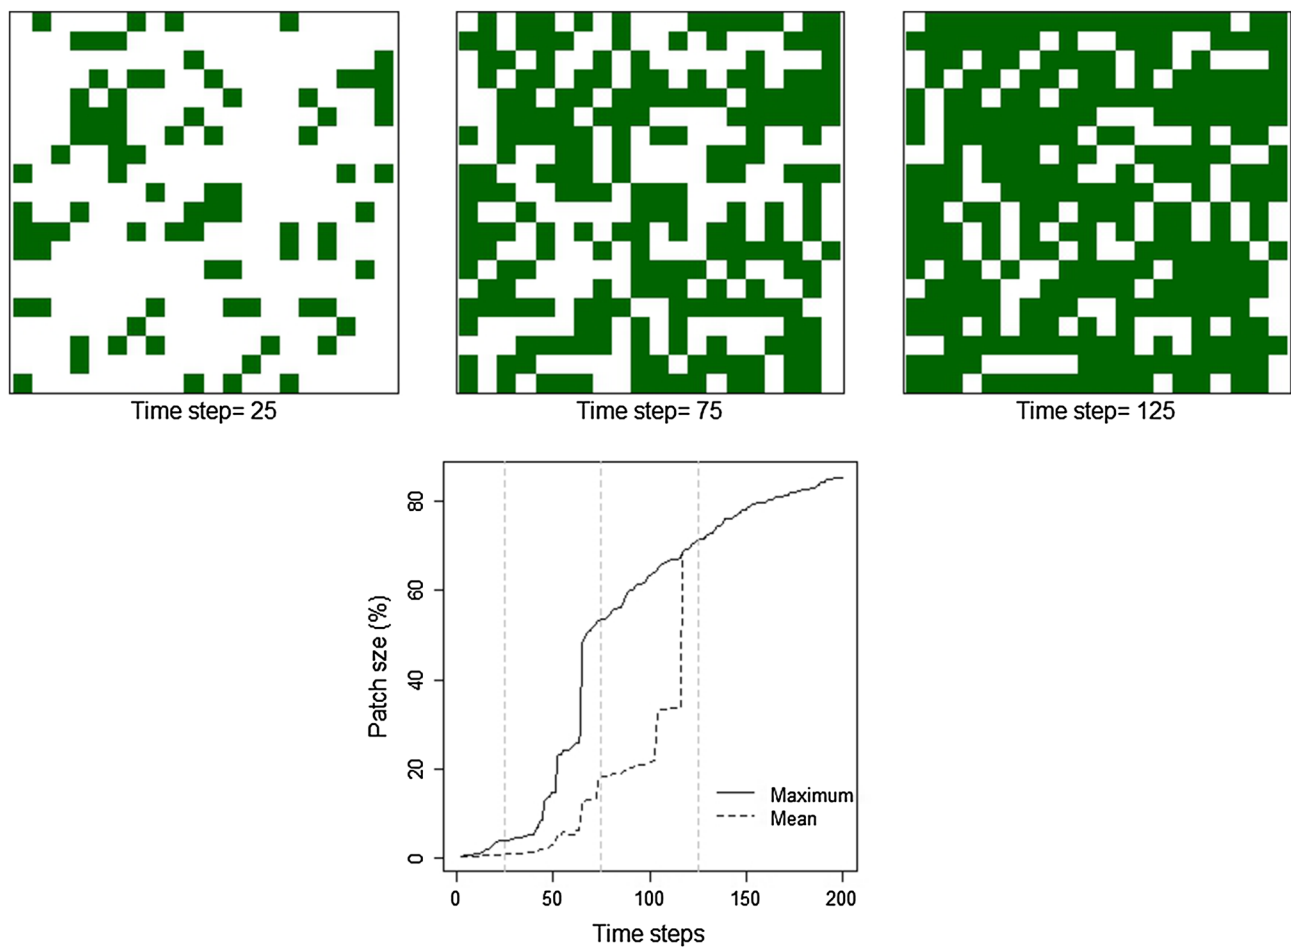 Time step= 25
Time step= 75
Time step= 125
Patch sze (%)
80
60
40
20
0
Maximum
Mean
0
50
100
150
200
Time steps